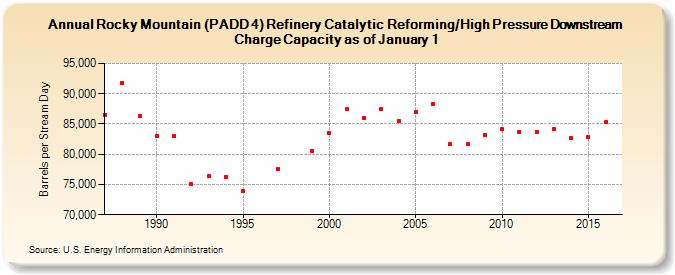 Annual Rocky Mountain (PADD 4) Refinery Catalytic Reforming/High Pressure Downstream
Charge Capacity as of January 1
Barrels per Stream Day
95,000
90,000
85,000
80,000
75,000
70,000
1990 1995 2000 2005 2010 2015
Source: U.S. Energy Information Administration